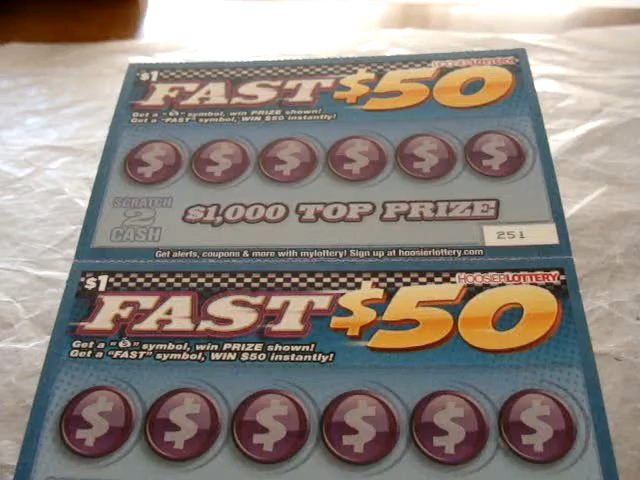 $1
HOOSIERLOTTERY
FAST $50
Get a " " symbol, win PRIZE shown!
Get a "FAST" symbol, WIN $50 instantly!
$ $ $ $ $ $
SCRATCH
2
CASH
$1,000 TOP PRIZE
251
Get alerts, coupons & more with mylottery! Sign up at hoosierlottery.com
$1
HOOSIERLOTTERY
FAST $50
Get a " " symbol, win PRIZE shown!
Get a "FAST" symbol, WIN $50 instantly!
$ $ $ $ $ $